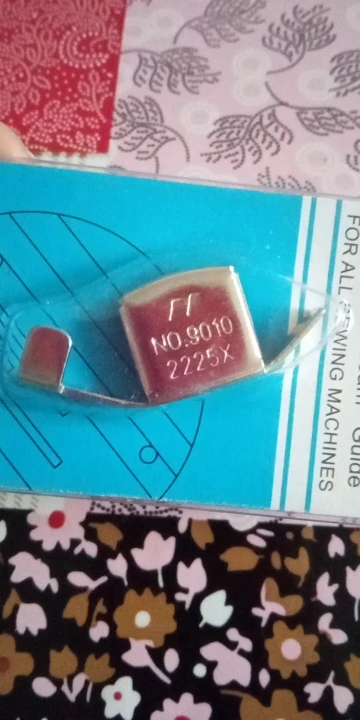 NO.9010
2225X
Guide
FOR ALL SEWING MACHINES